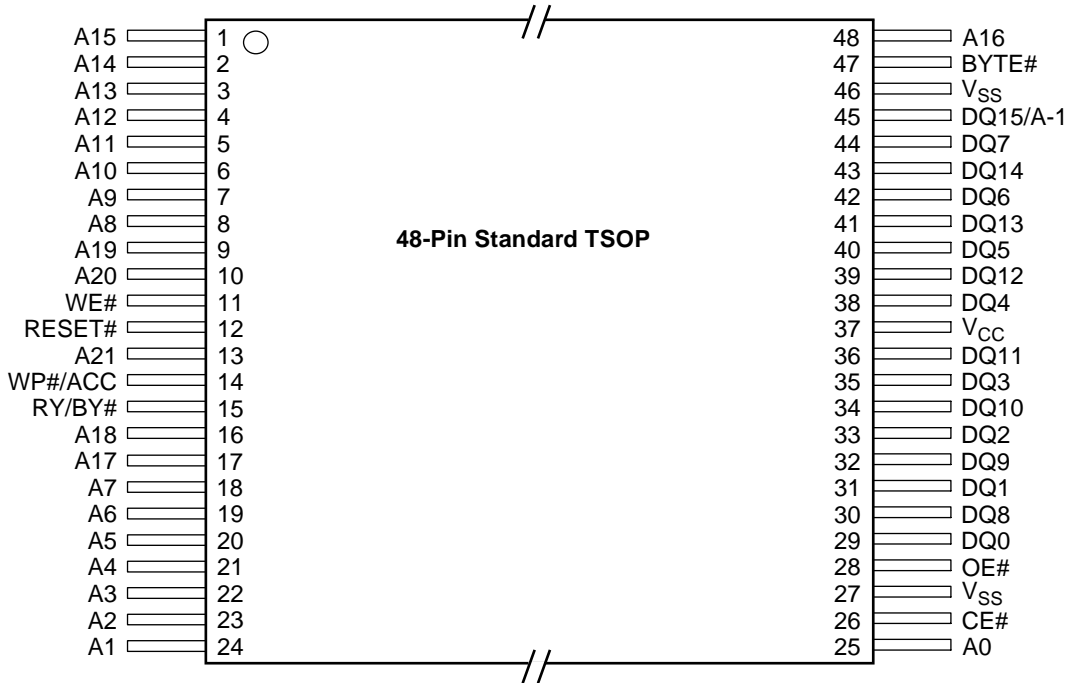 A15 1 48 A16
A14 2 47 BYTE#
A13 3 46 VSS
A12 4 45 DQ15/A-1
A11 5 44 DQ7
A10 6 43 DQ14
A9 7 42 DQ6
A8 8 41 DQ13
A19 9 48-Pin Standard TSOP 40 DQ5
A20 10 39 DQ12
WE# 11 38 DQ4
RESET# 12 37 VCC
A21 13 36 DQ11
WP#/ACC 14 35 DQ3
RY/BY# 15 34 DQ10
A18 16 33 DQ2
A17 17 32 DQ9
A7 18 31 DQ1
A6 19 30 DQ8
A5 20 29 DQ0
A4 21 28 OE#
A3 22 27 VSS
A2 23 26 CE#
A1 24 25 A0